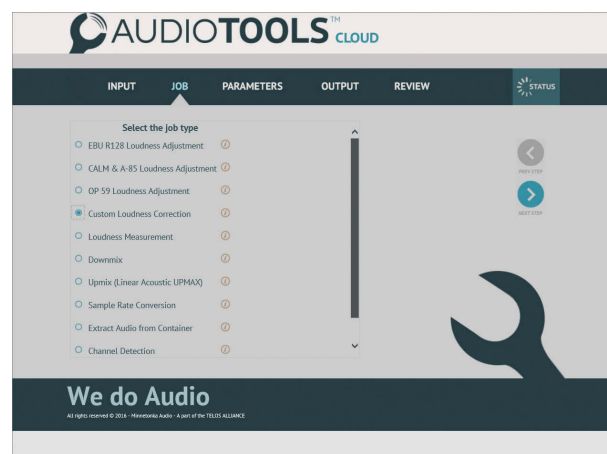 AUDIOTOOLS™ CLOUD
INPUT JOB PARAMETERS OUTPUT REVIEW STATUS
Select the job type
EBU R128 Loudness Adjustment
CALM & A-85 Loudness Adjustment
OP 59 Loudness Adjustment
Custom Loudness Correction
Loudness Measurement
Downmix
Upmix (Linear Acoustic UPMAX)
Sample Rate Conversion
Extract Audio from Container
Channel Detection
PREV STEP
NEXT STEP
We do Audio
All rights reserved © 2016 - Minnetonka Audio - A part of the TELOS ALLIANCE